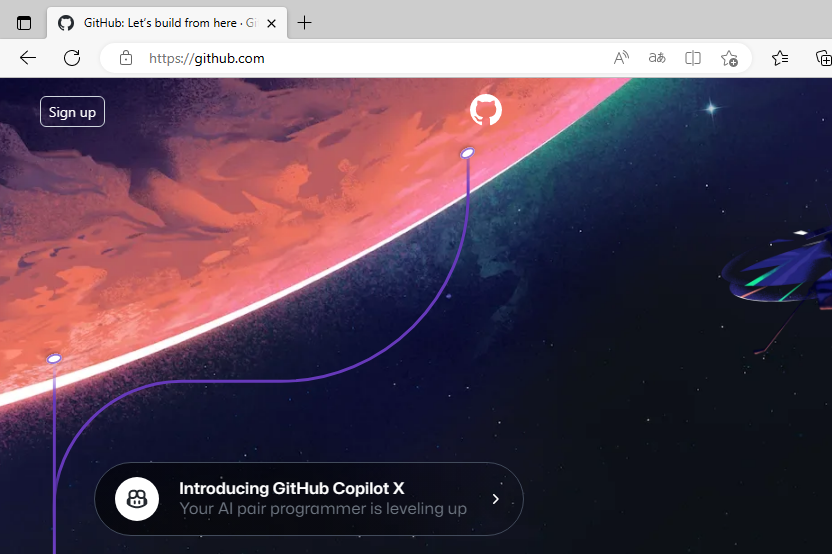 GitHub: Let's build from here · Gi
https://github.com
Sign up
Introducing GitHub Copilot X
Your AI pair programmer is leveling up